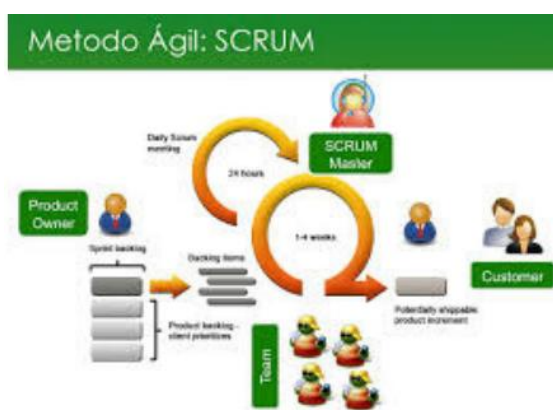 Metodo Ágil: SCRUM
Daily Scrum
meeting
24 hours
SCRUM
Master
Product
Owner
1-4 weeks
Sprint backlog
Backlog items
Customer
Product backlog -
client prioritizes
Potentially shippable
product increment
Team